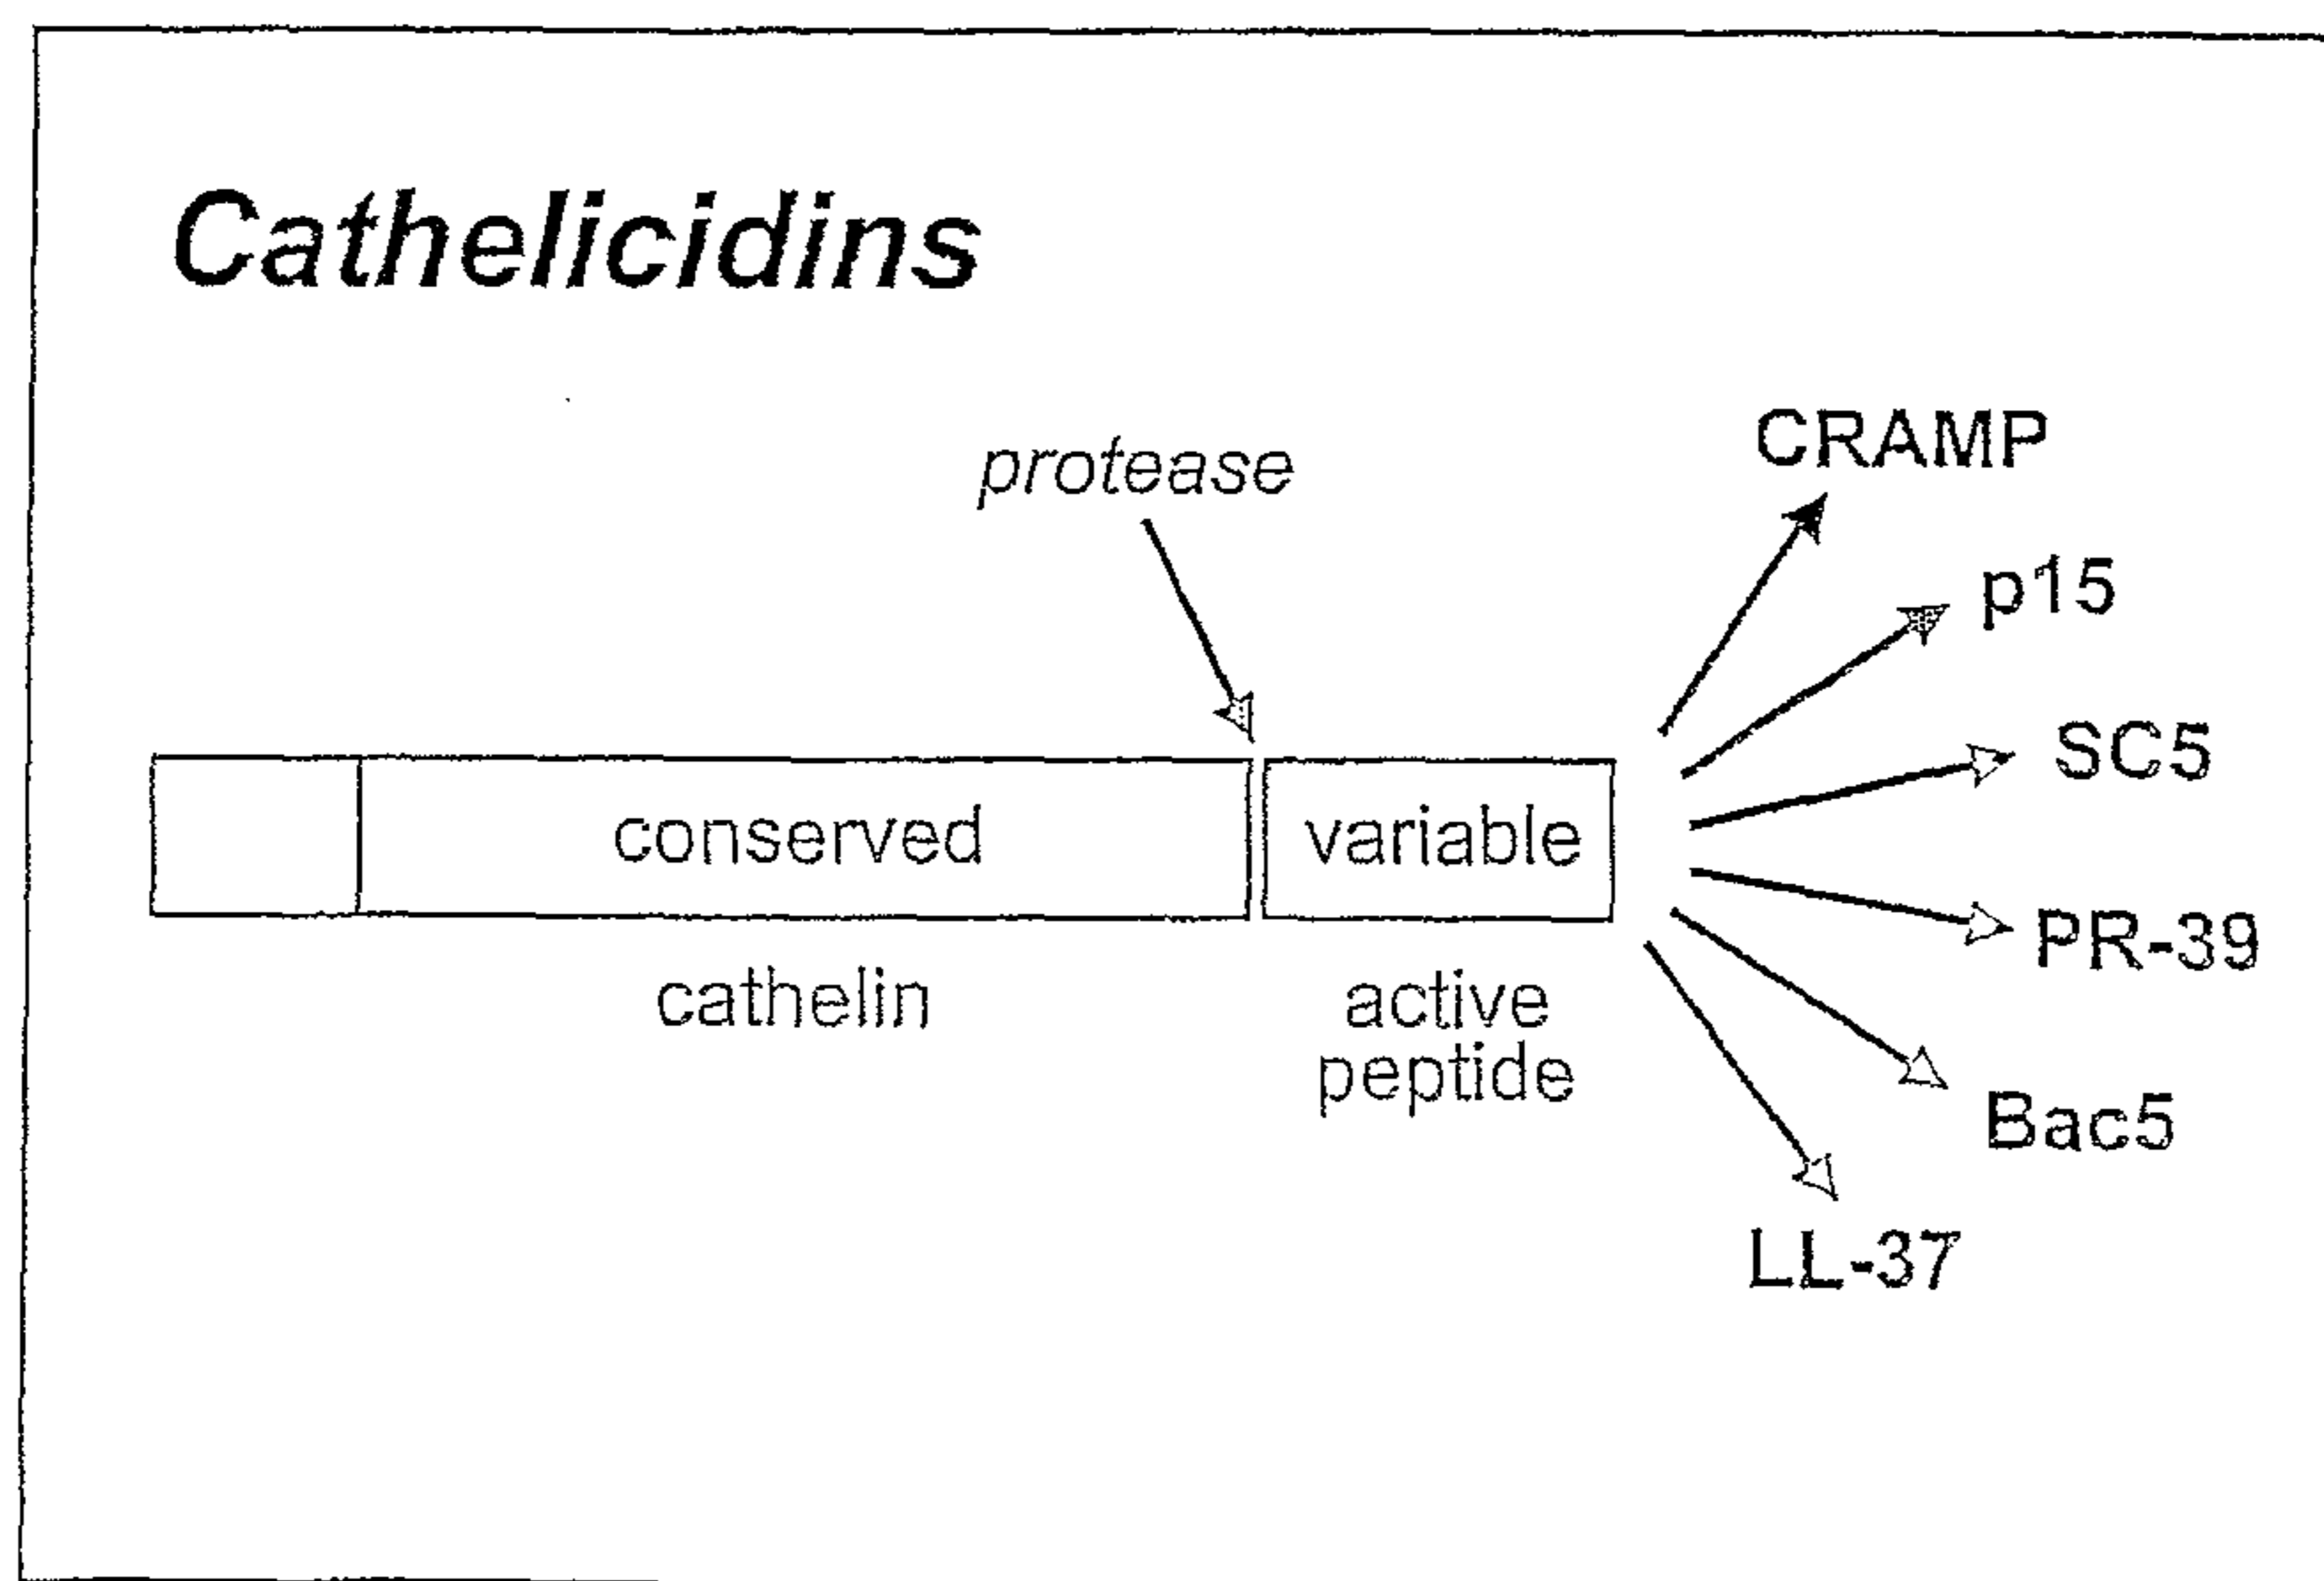 Cathelicidins
protease
CRAMP
p15
SC5
conserved
variable
PR-39
cathelin
active
peptide
Bac5
LL-37